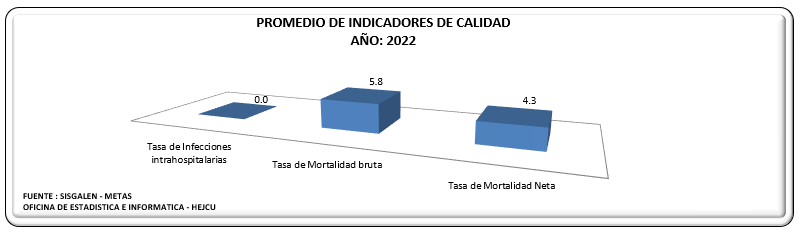 PROMEDIO DE INDICADORES DE CALIDAD
AÑO: 2022
0.0
5.8
4.3
Tasa de Infecciones
intrahospitalarias
Tasa de Mortalidad bruta
Tasa de Mortalidad Neta
FUENTE : SISGALEN - METAS
OFICINA DE ESTADISTICA E INFORMATICA - HEJCU